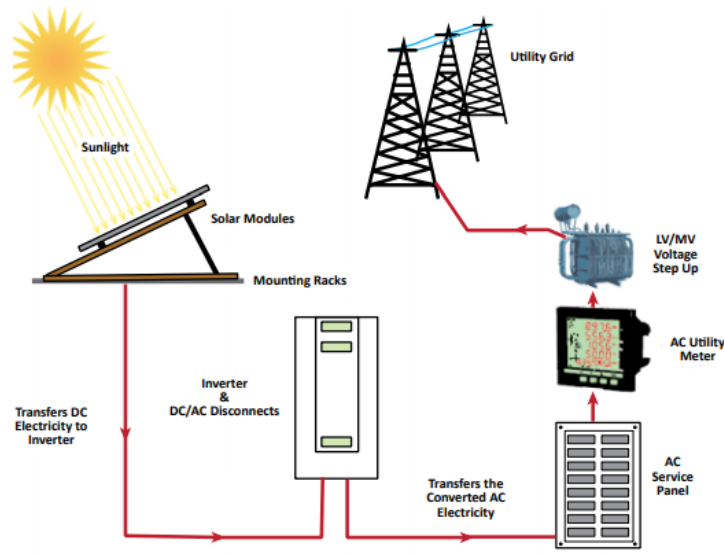 Utility Grid
Sunlight
Solar Modules
Mounting Racks
LV/MV
Voltage
Step Up
AC Utility
Meter
Inverter
&
DC/AC Disconnects
Transfers DC
Electricity to
Inverter
Transfers the
Converted AC
Electricity
AC
Service
Panel